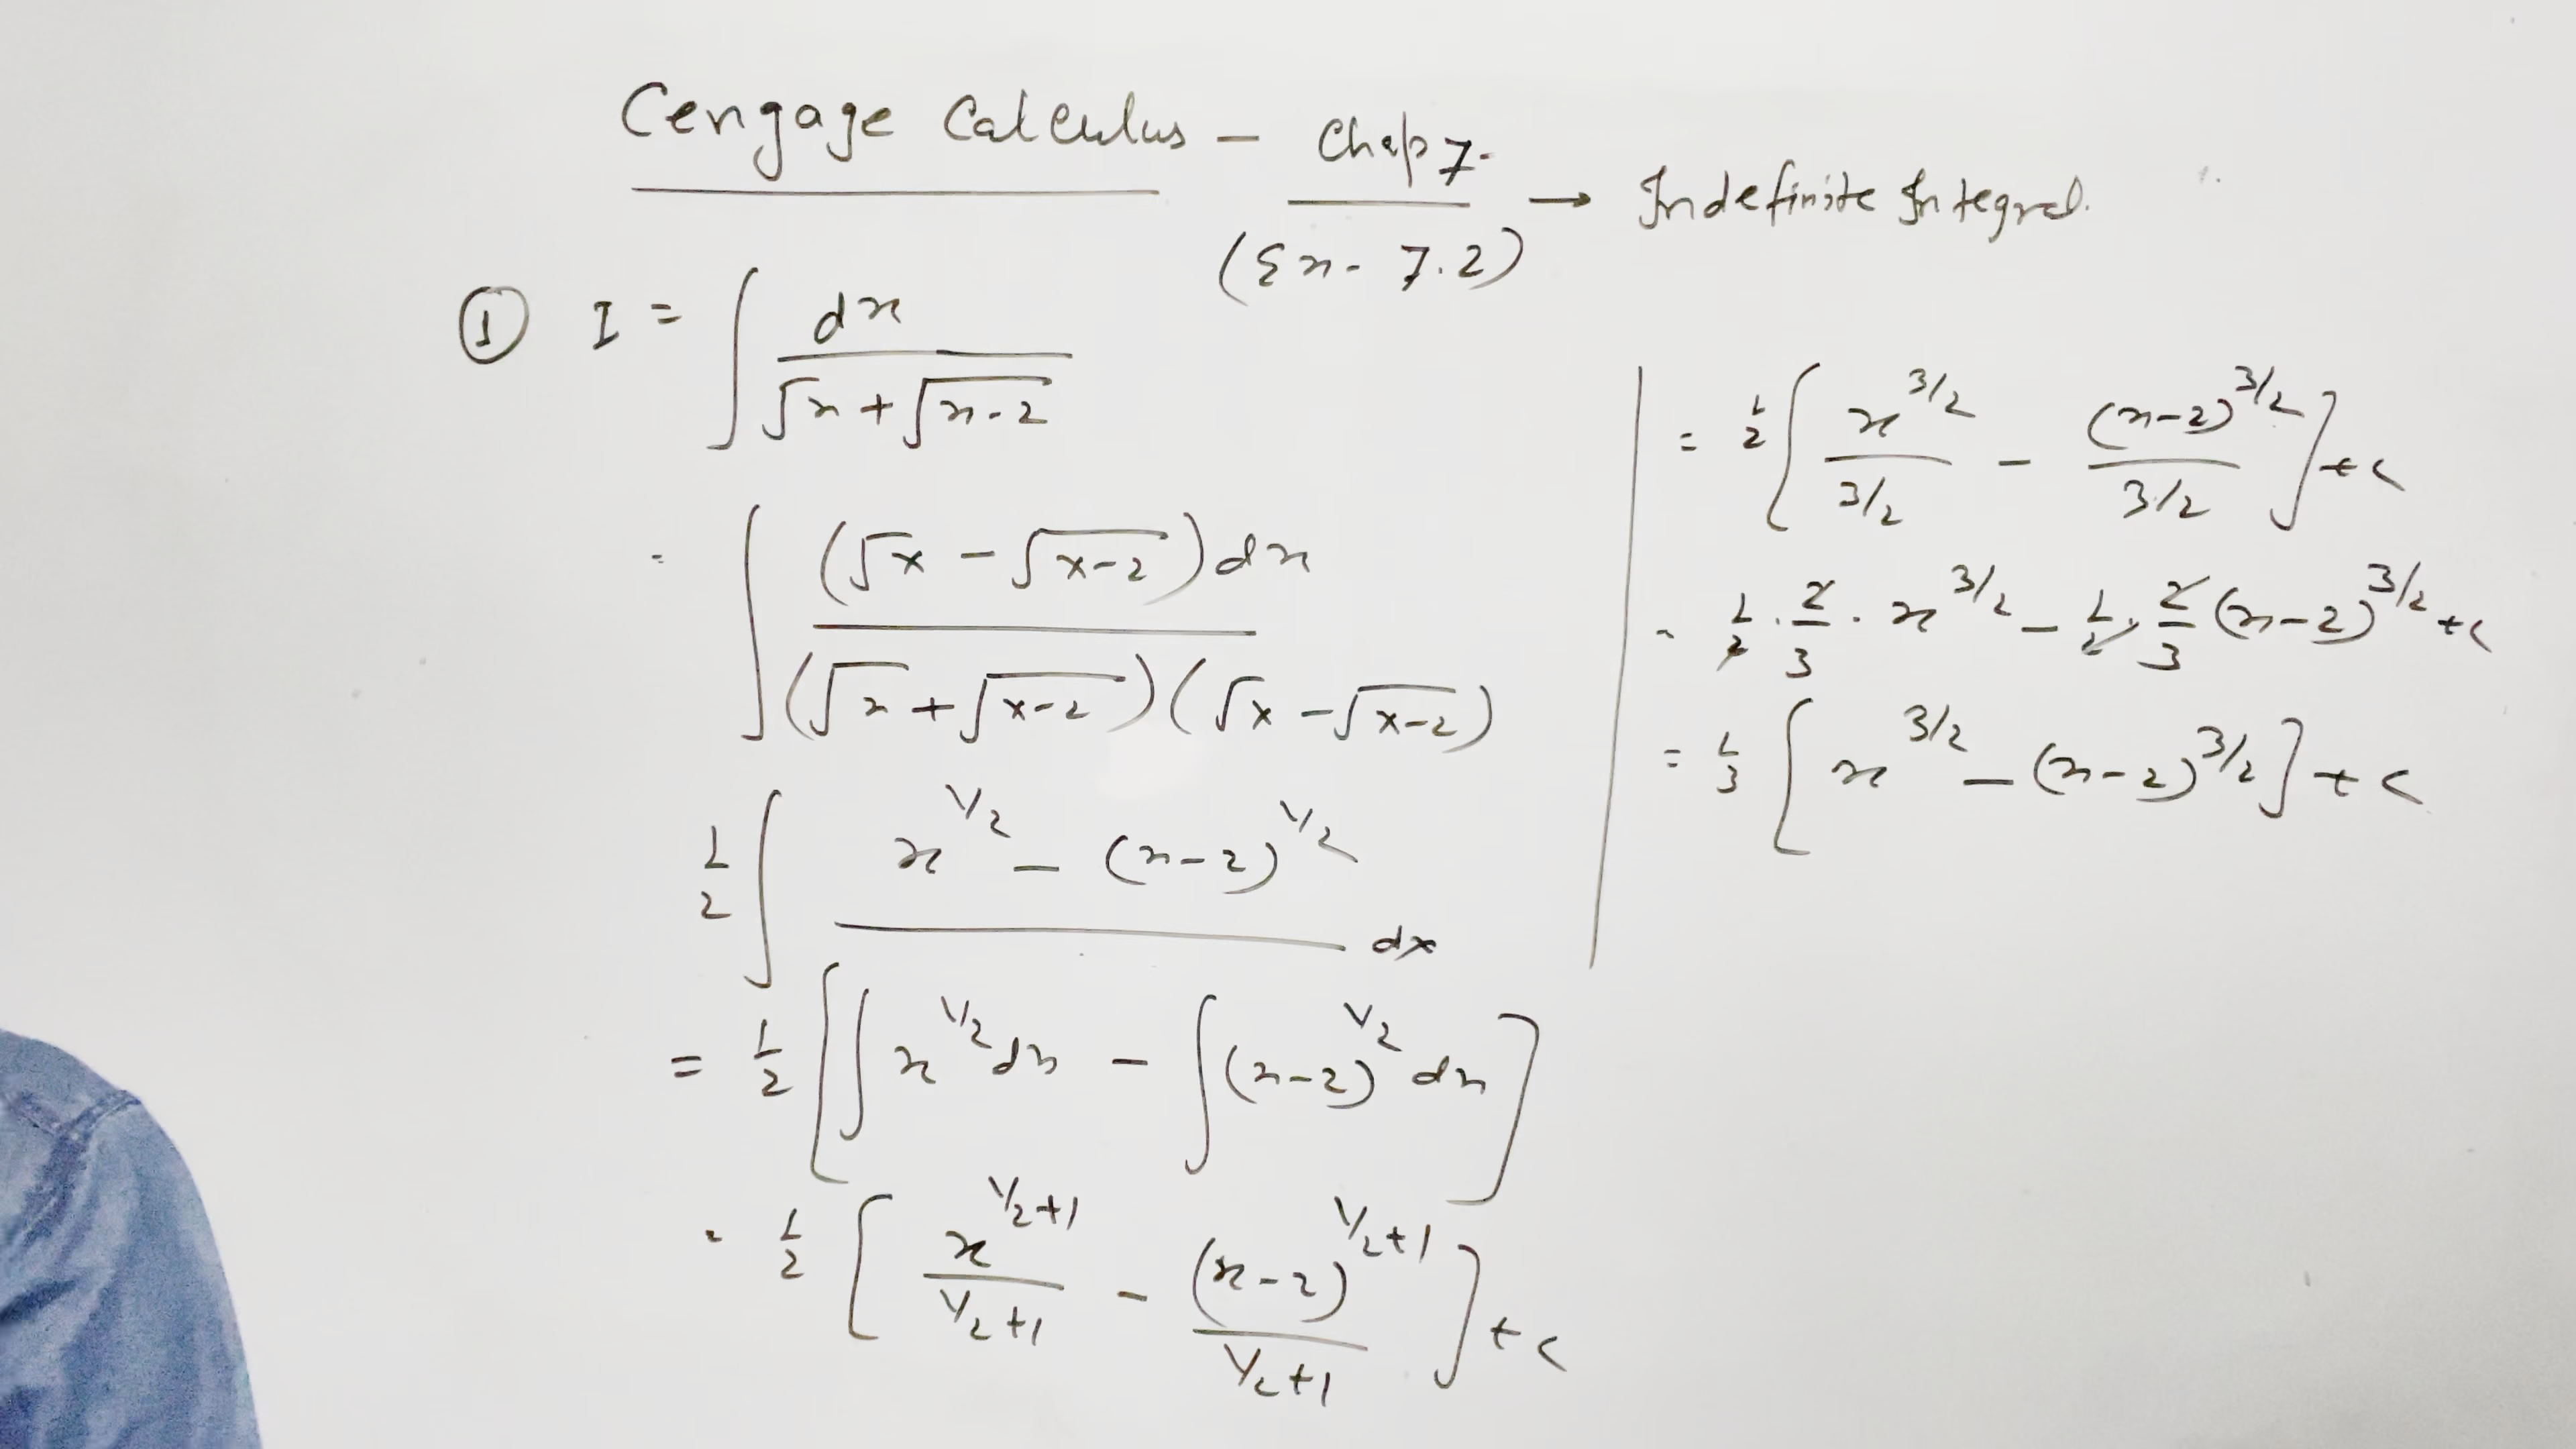 Cengage Calculus – Chap 7. → Indefinite Integral.
(Ex- 7.2)
① I = ∫ dx / (√x + √(x-2))
= ∫ (√x - √(x-2)) dx / (√x + √(x-2)) (√x - √(x-2))
1/2 ∫ x^1/2 - (x-2)^1/2 / dx
= 1/2 [ ∫ x^1/2 dx - ∫ (x-2)^1/2 dx ]
= 1/2 [ x^(1/2+1) / (1/2+1) - (x-2)^(1/2+1) / (1/2+1) ] + c
= 1/2 [ x^3/2 / (3/2) - (x-2)^3/2 / (3/2) ] + c
= 1/2 · 2/3 · x^3/2 - 1/2 · 2/3 (x-2)^3/2 + c
= 1/3 [ x^3/2 - (x-2)^3/2 ] + c